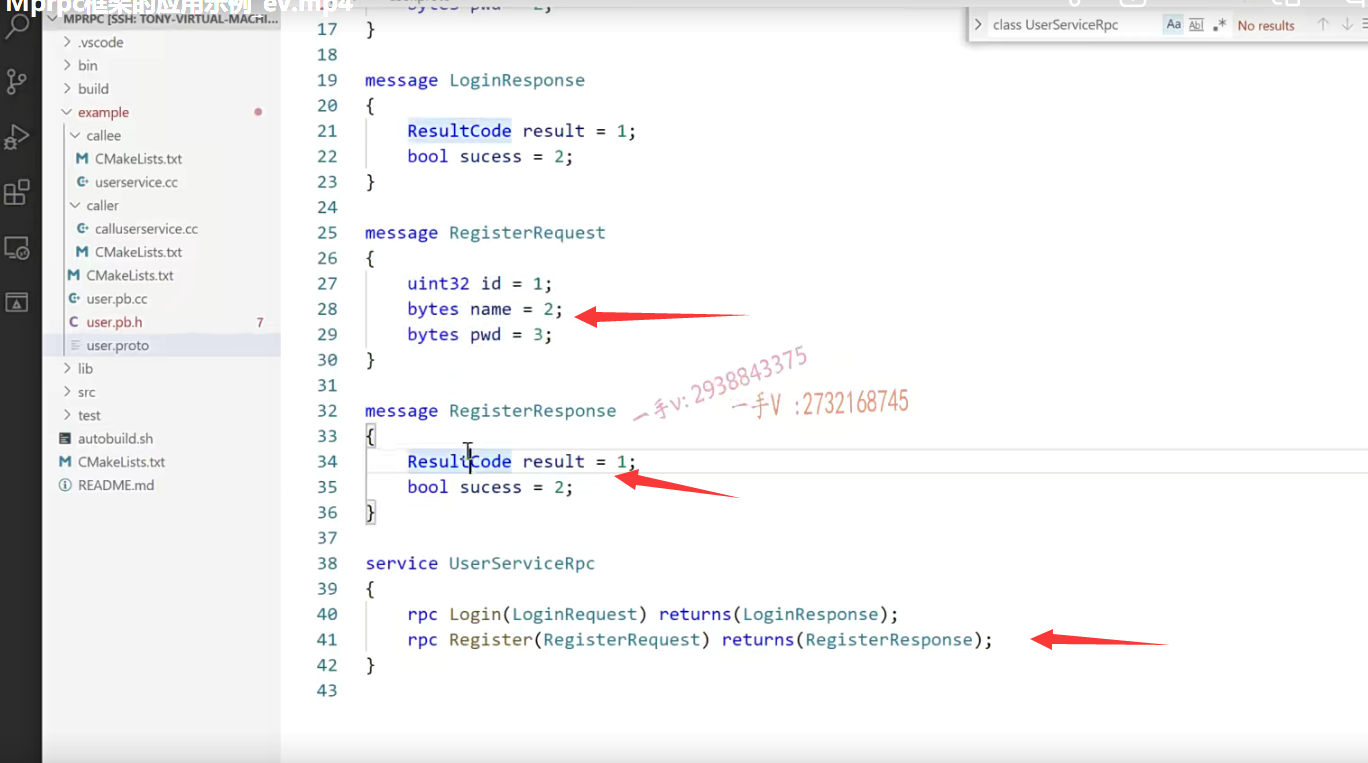 Mprpc框架的应用示例_ev.mp4
MPRPC [SSH: TONY-VIRTUAL-MACHI...
.vscode
bin
build
example
callee
CMakeLists.txt
userservice.cc
caller
calluserservice.cc
CMakeLists.txt
CMakeLists.txt
user.pb.cc
user.pb.h 7
user.proto
lib
src
test
autobuild.sh
CMakeLists.txt
README.md
class UserServiceRpc Aa Abl .* No results
bytes pwd = 2;
17 }
18
19 message LoginResponse
20 {
21 ResultCode result = 1;
22 bool sucess = 2;
23 }
24
25 message RegisterRequest
26 {
27 uint32 id = 1;
28 bytes name = 2;
29 bytes pwd = 3;
30 }
31
32 message RegisterResponse
33 {
34 ResultCode result = 1;
35 bool sucess = 2;
36 }
37
38 service UserServiceRpc
39 {
40 rpc Login(LoginRequest) returns(LoginResponse);
41 rpc Register(RegisterRequest) returns(RegisterResponse);
42 }
43
一手v: 2938843375
一手V :2732168745